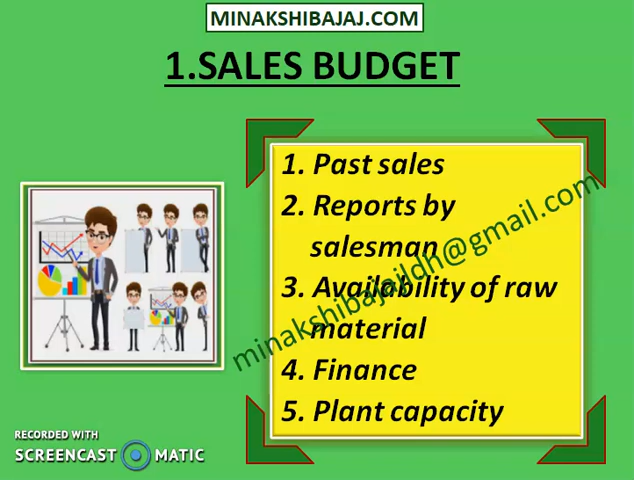 MINAKSHIBAJAJ.COM
1.SALES BUDGET
1. Past sales
2. Reports by
salesman
3. Availability of raw
material
4. Finance
5. Plant capacity
minakshibajajldh@gmail.com
RECORDED WITH
SCREENCAST MATIC